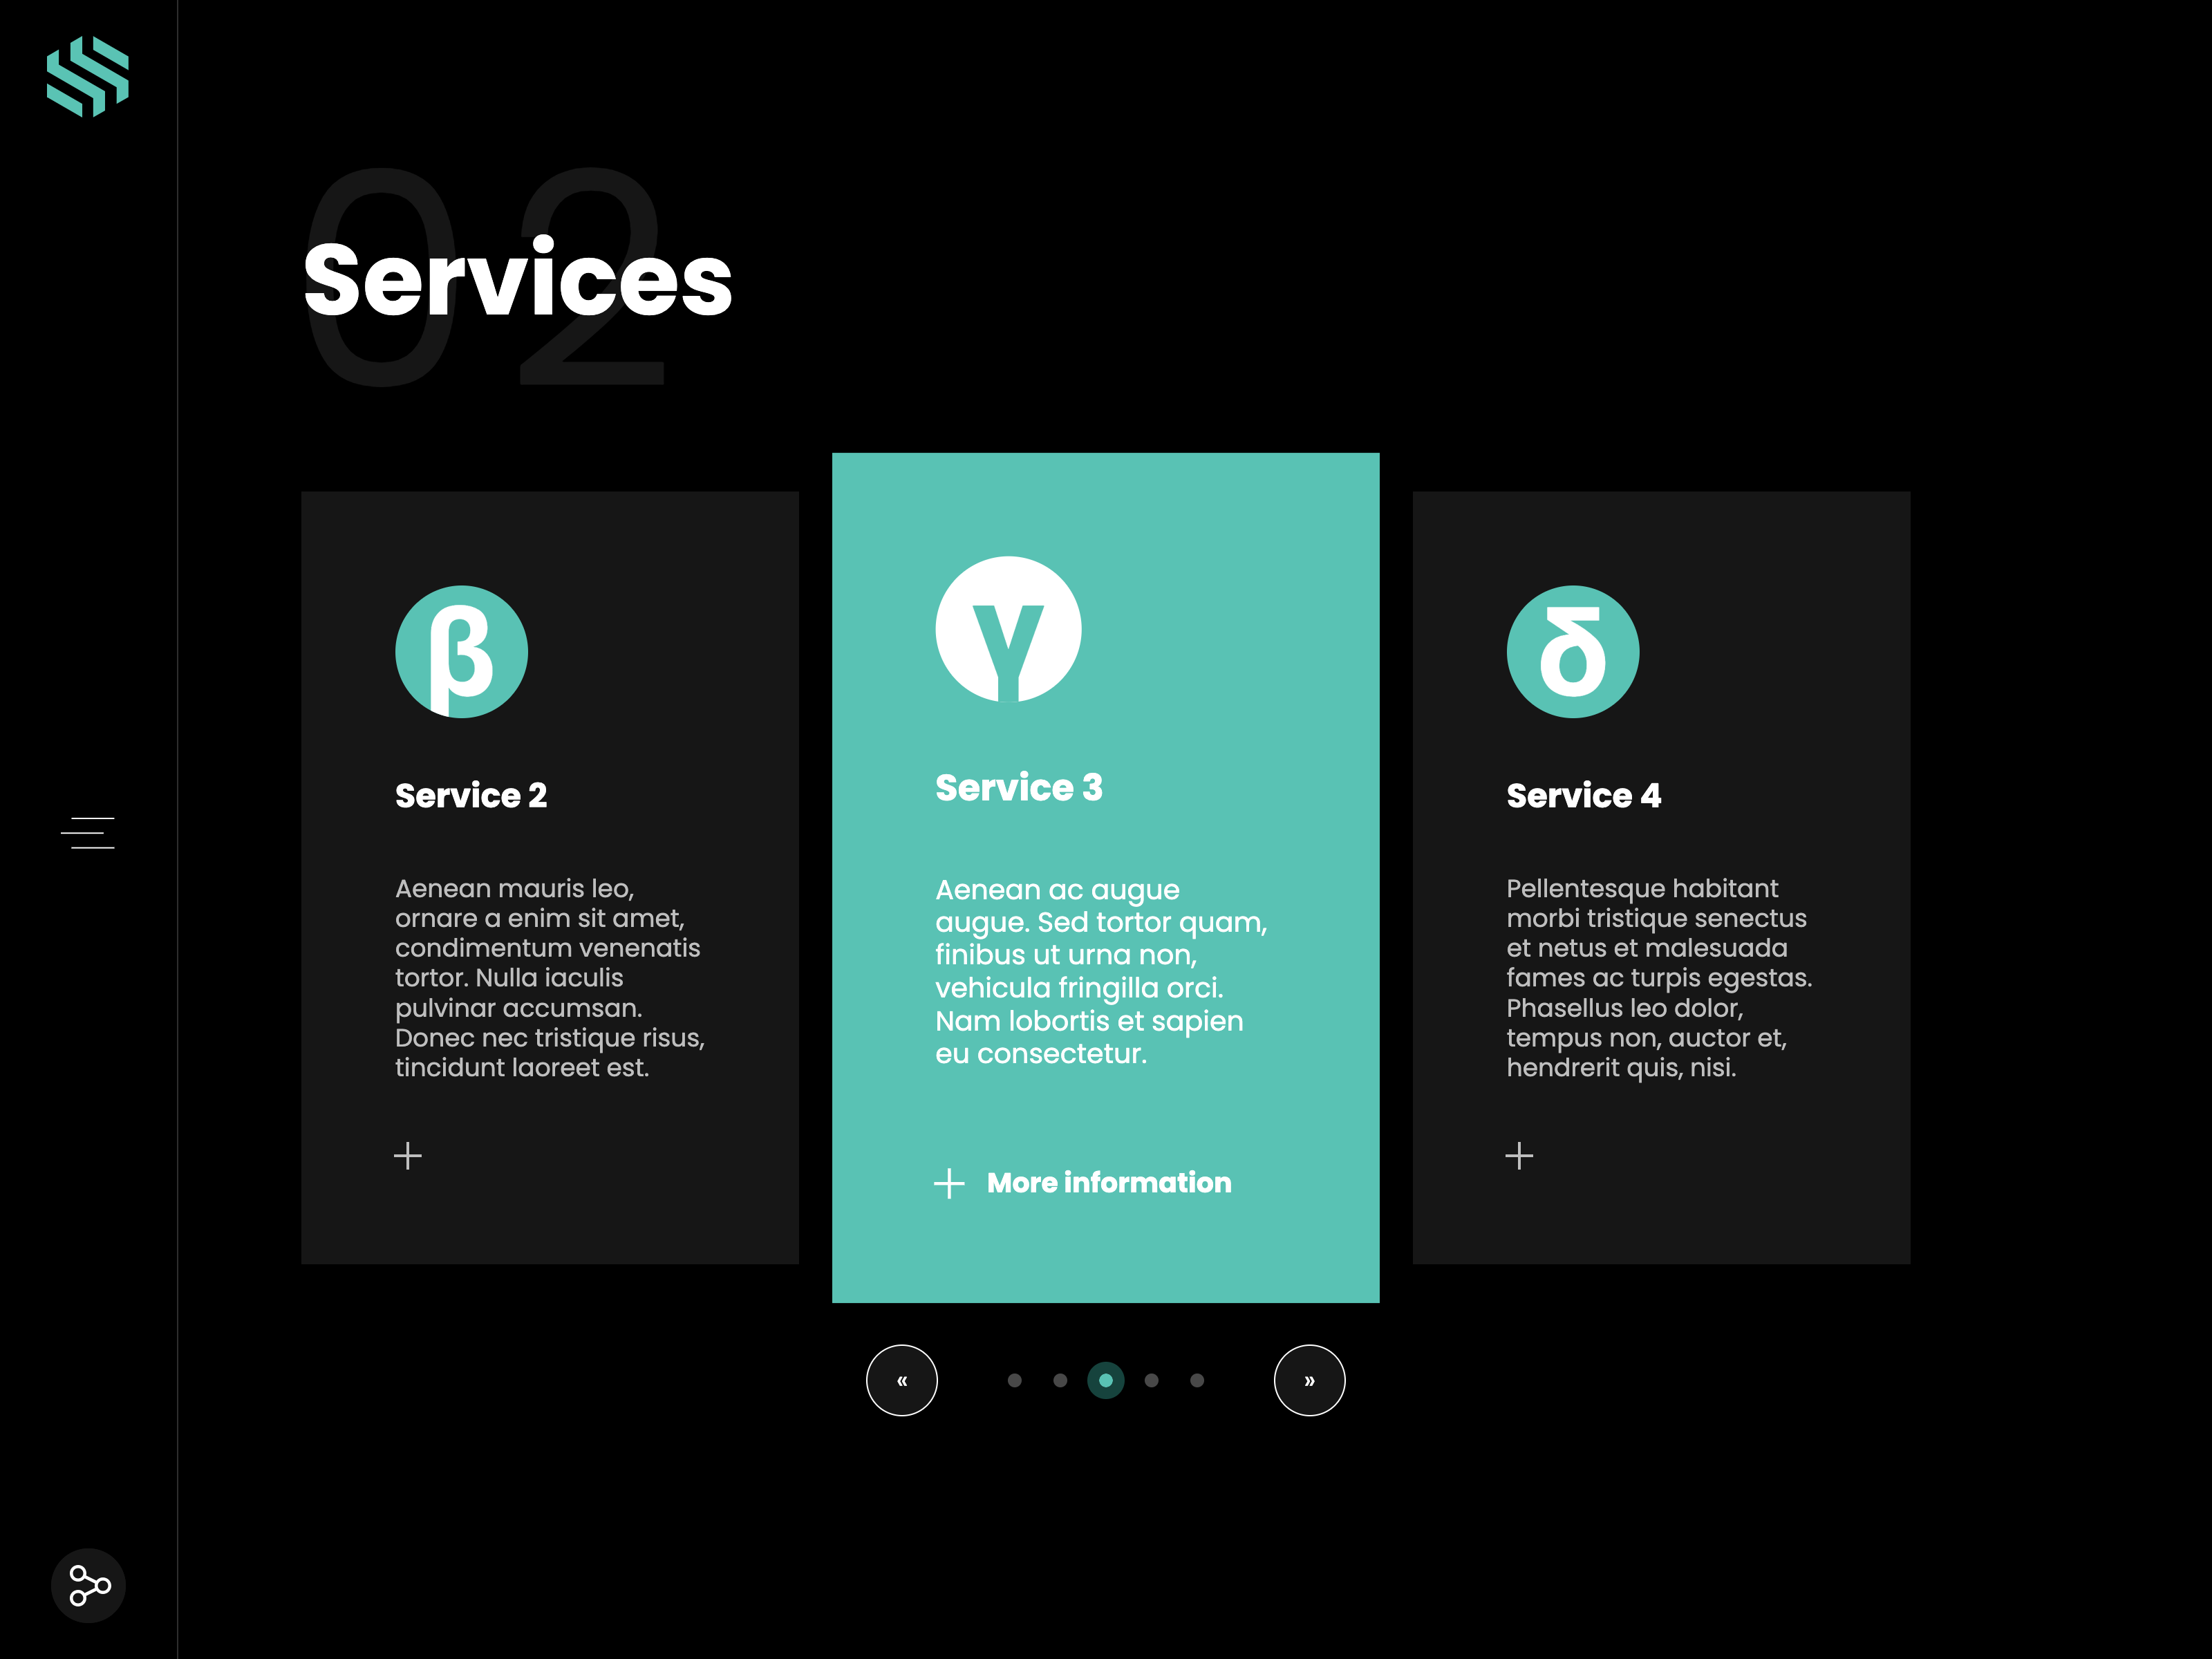 02
Services
β
Service 2
Aenean mauris leo,
ornare a enim sit amet,
condimentum venenatis
tortor. Nulla iaculis
pulvinar accumsan.
Donec nec tristique risus,
tincidunt laoreet est.
γ
Service 3
Aenean ac augue
augue. Sed tortor quam,
finibus ut urna non,
vehicula fringilla orci.
Nam lobortis et sapien
eu consectetur.
+ More information
δ
Service 4
Pellentesque habitant
morbi tristique senectus
et netus et malesuada
fames ac turpis egestas.
Phasellus leo dolor,
tempus non, auctor et,
hendrerit quis, nisi.
« »